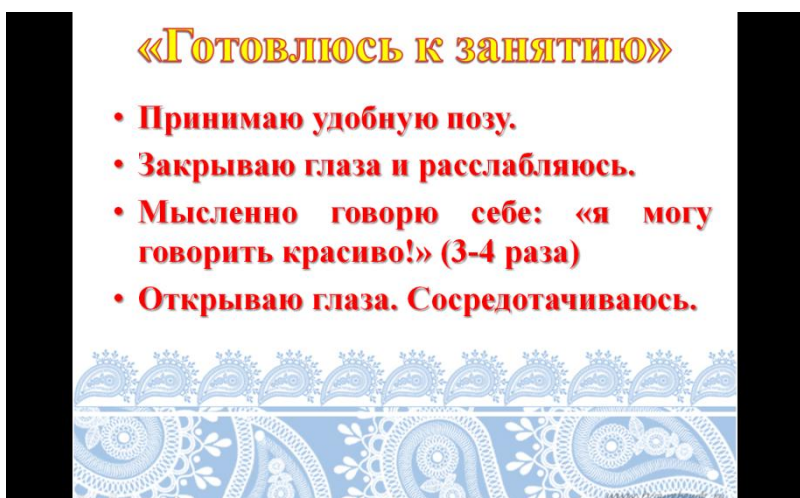 «Готовлюсь к занятию»
• Принимаю удобную позу.
• Закрываю глаза и расслабляюсь.
• Мысленно говорю себе: «я могу
говорить красиво!» (3-4 раза)
• Открываю глаза. Сосредотачиваюсь.